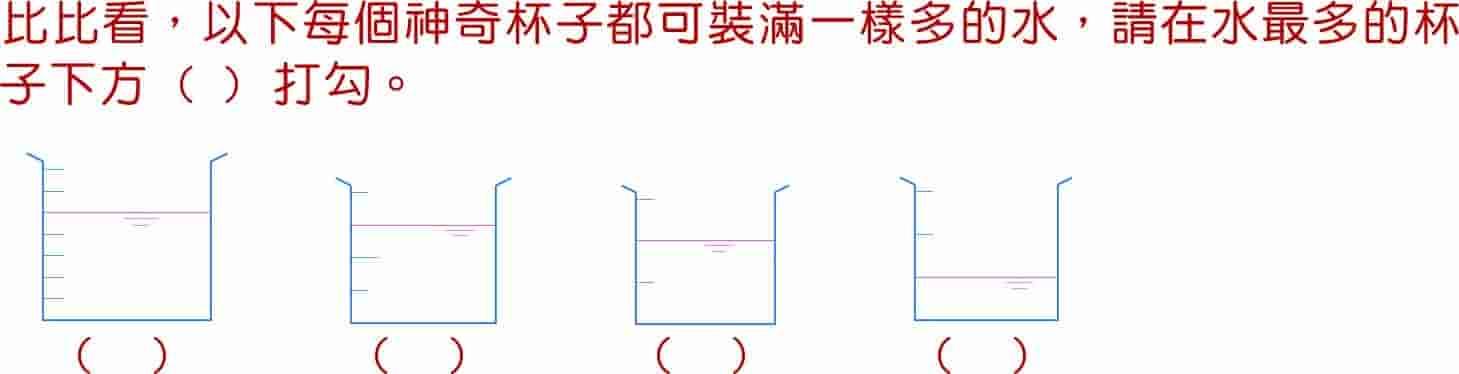 比比看，以下每個神奇杯子都可裝滿一樣多的水，請在水最多的杯
子下方（ ）打勾。
（ ） （ ） （ ） （ ）